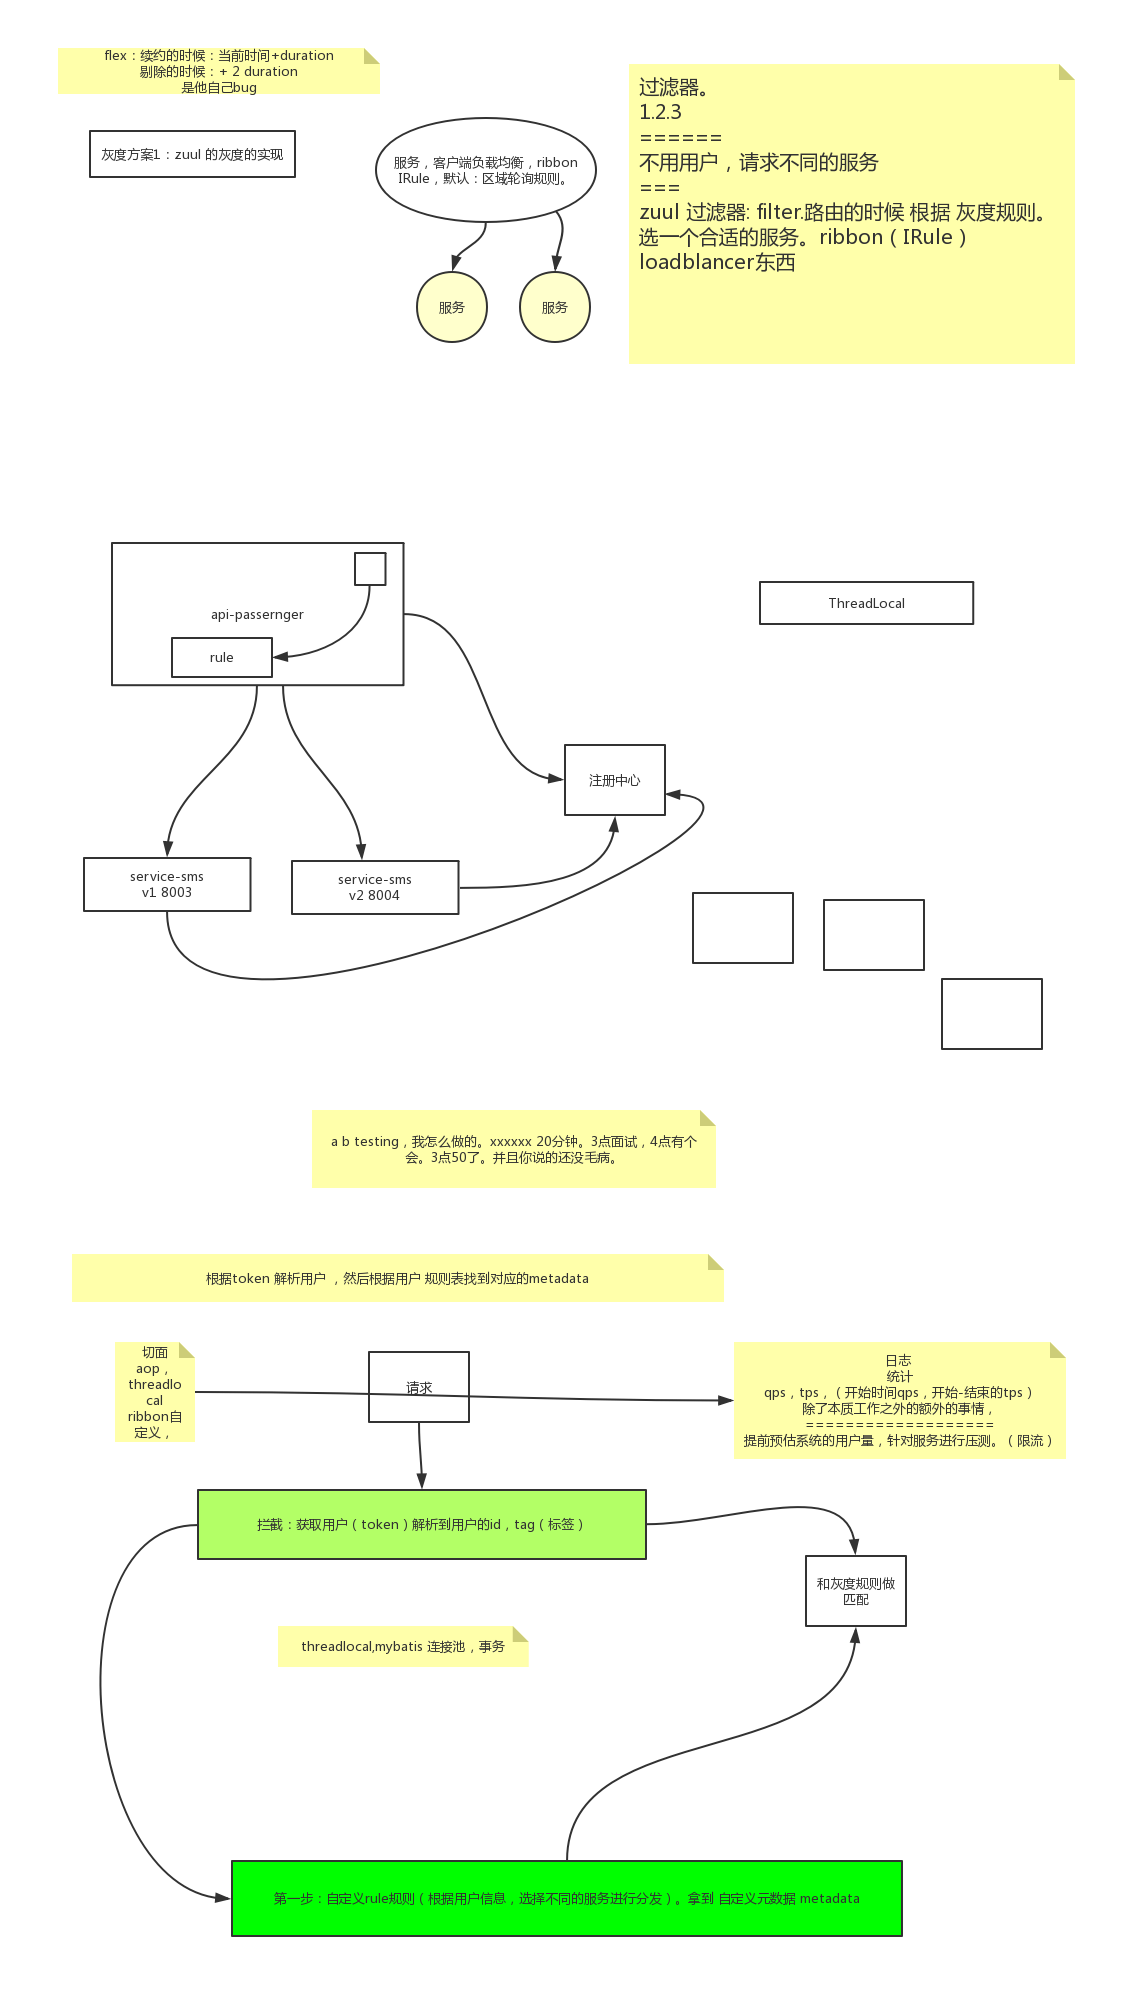 flex：续约的时候：当前时间+duration
剔除的时候：+ 2 duration
是他自己bug
灰度方案1：zuul 的灰度的实现
服务，客户端负载均衡，ribbon
IRule，默认：区域轮询规则。
服务
服务
过滤器。
1.2.3
======
不用用户，请求不同的服务
===
zuul 过滤器: filter.路由的时候 根据 灰度规则。
选一个合适的服务。ribbon（IRule）
loadblancer东西
api-passernger
rule
ThreadLocal
注册中心
service-sms
v1 8003
service-sms
v2 8004
a b testing，我怎么做的。xxxxxx 20分钟。3点面试，4点有个
会。3点50了。并且你说的还没毛病。
根据token 解析用户 ，然后根据用户 规则表找到对应的metadata
切面
aop，
threadlo
cal
ribbon自
定义，
请求
日志
统计
qps，tps，（开始时间qps，开始-结束的tps）
除了本质工作之外的额外的事情，
===================
提前预估系统的用户量，针对服务进行压测。（限流）
拦截：获取用户（token）解析到用户的id，tag（标签）
和灰度规则做
匹配
threadlocal,mybatis 连接池，事务
第一步：自定义rule规则（根据用户信息，选择不同的服务进行分发）。拿到 自定义元数据 metadata